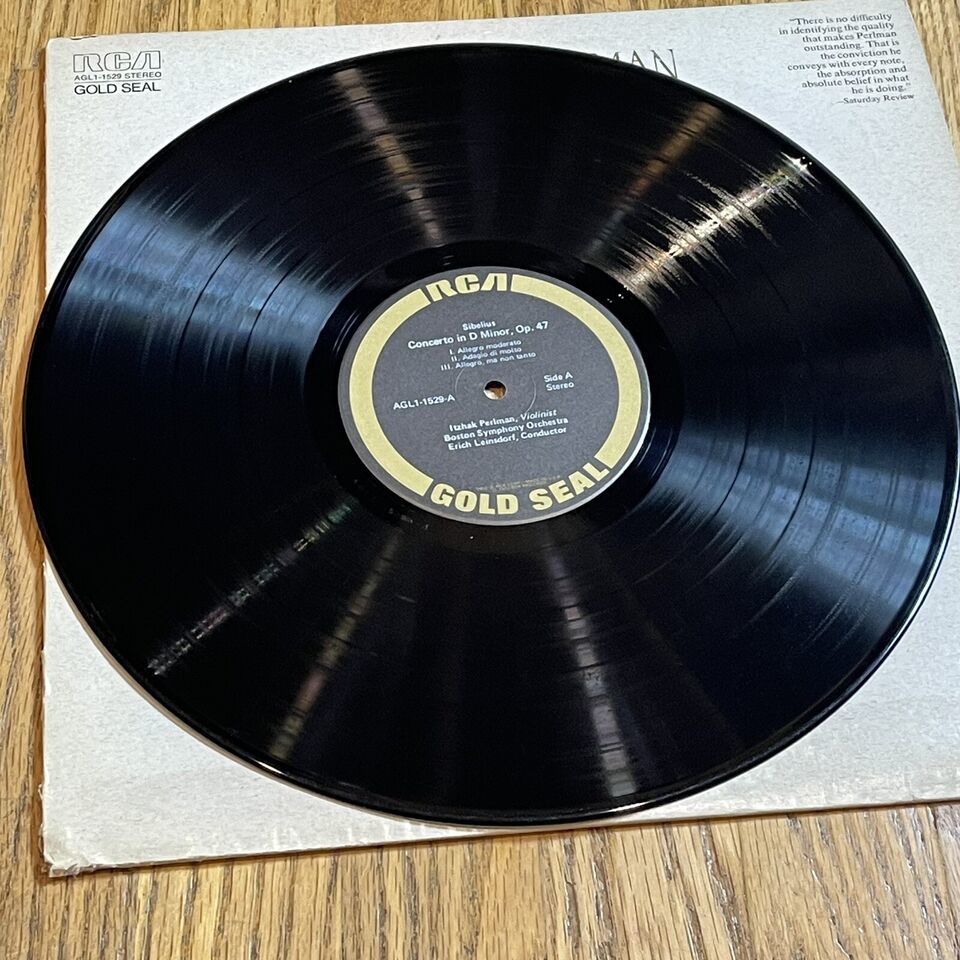 RCA
AGL1-1529 STEREO
GOLD SEAL
MAN
"There is no difficulty
in identifying the quality
that makes Perlman
outstanding. That is
the conviction he
conveys with every note,
the absorption and
absolute belief in what
he is doing."
—Saturday Review
RCA
Sibelius
Concerto in D Minor, Op. 47
I. Allegro moderato
II. Adagio di molto
III. Allegro, ma non tanto
Side A
Stereo
AGL1-1529-A
Itzhak Perlman, Violinist
Boston Symphony Orchestra
Erich Leinsdorf, Conductor
GOLD SEAL